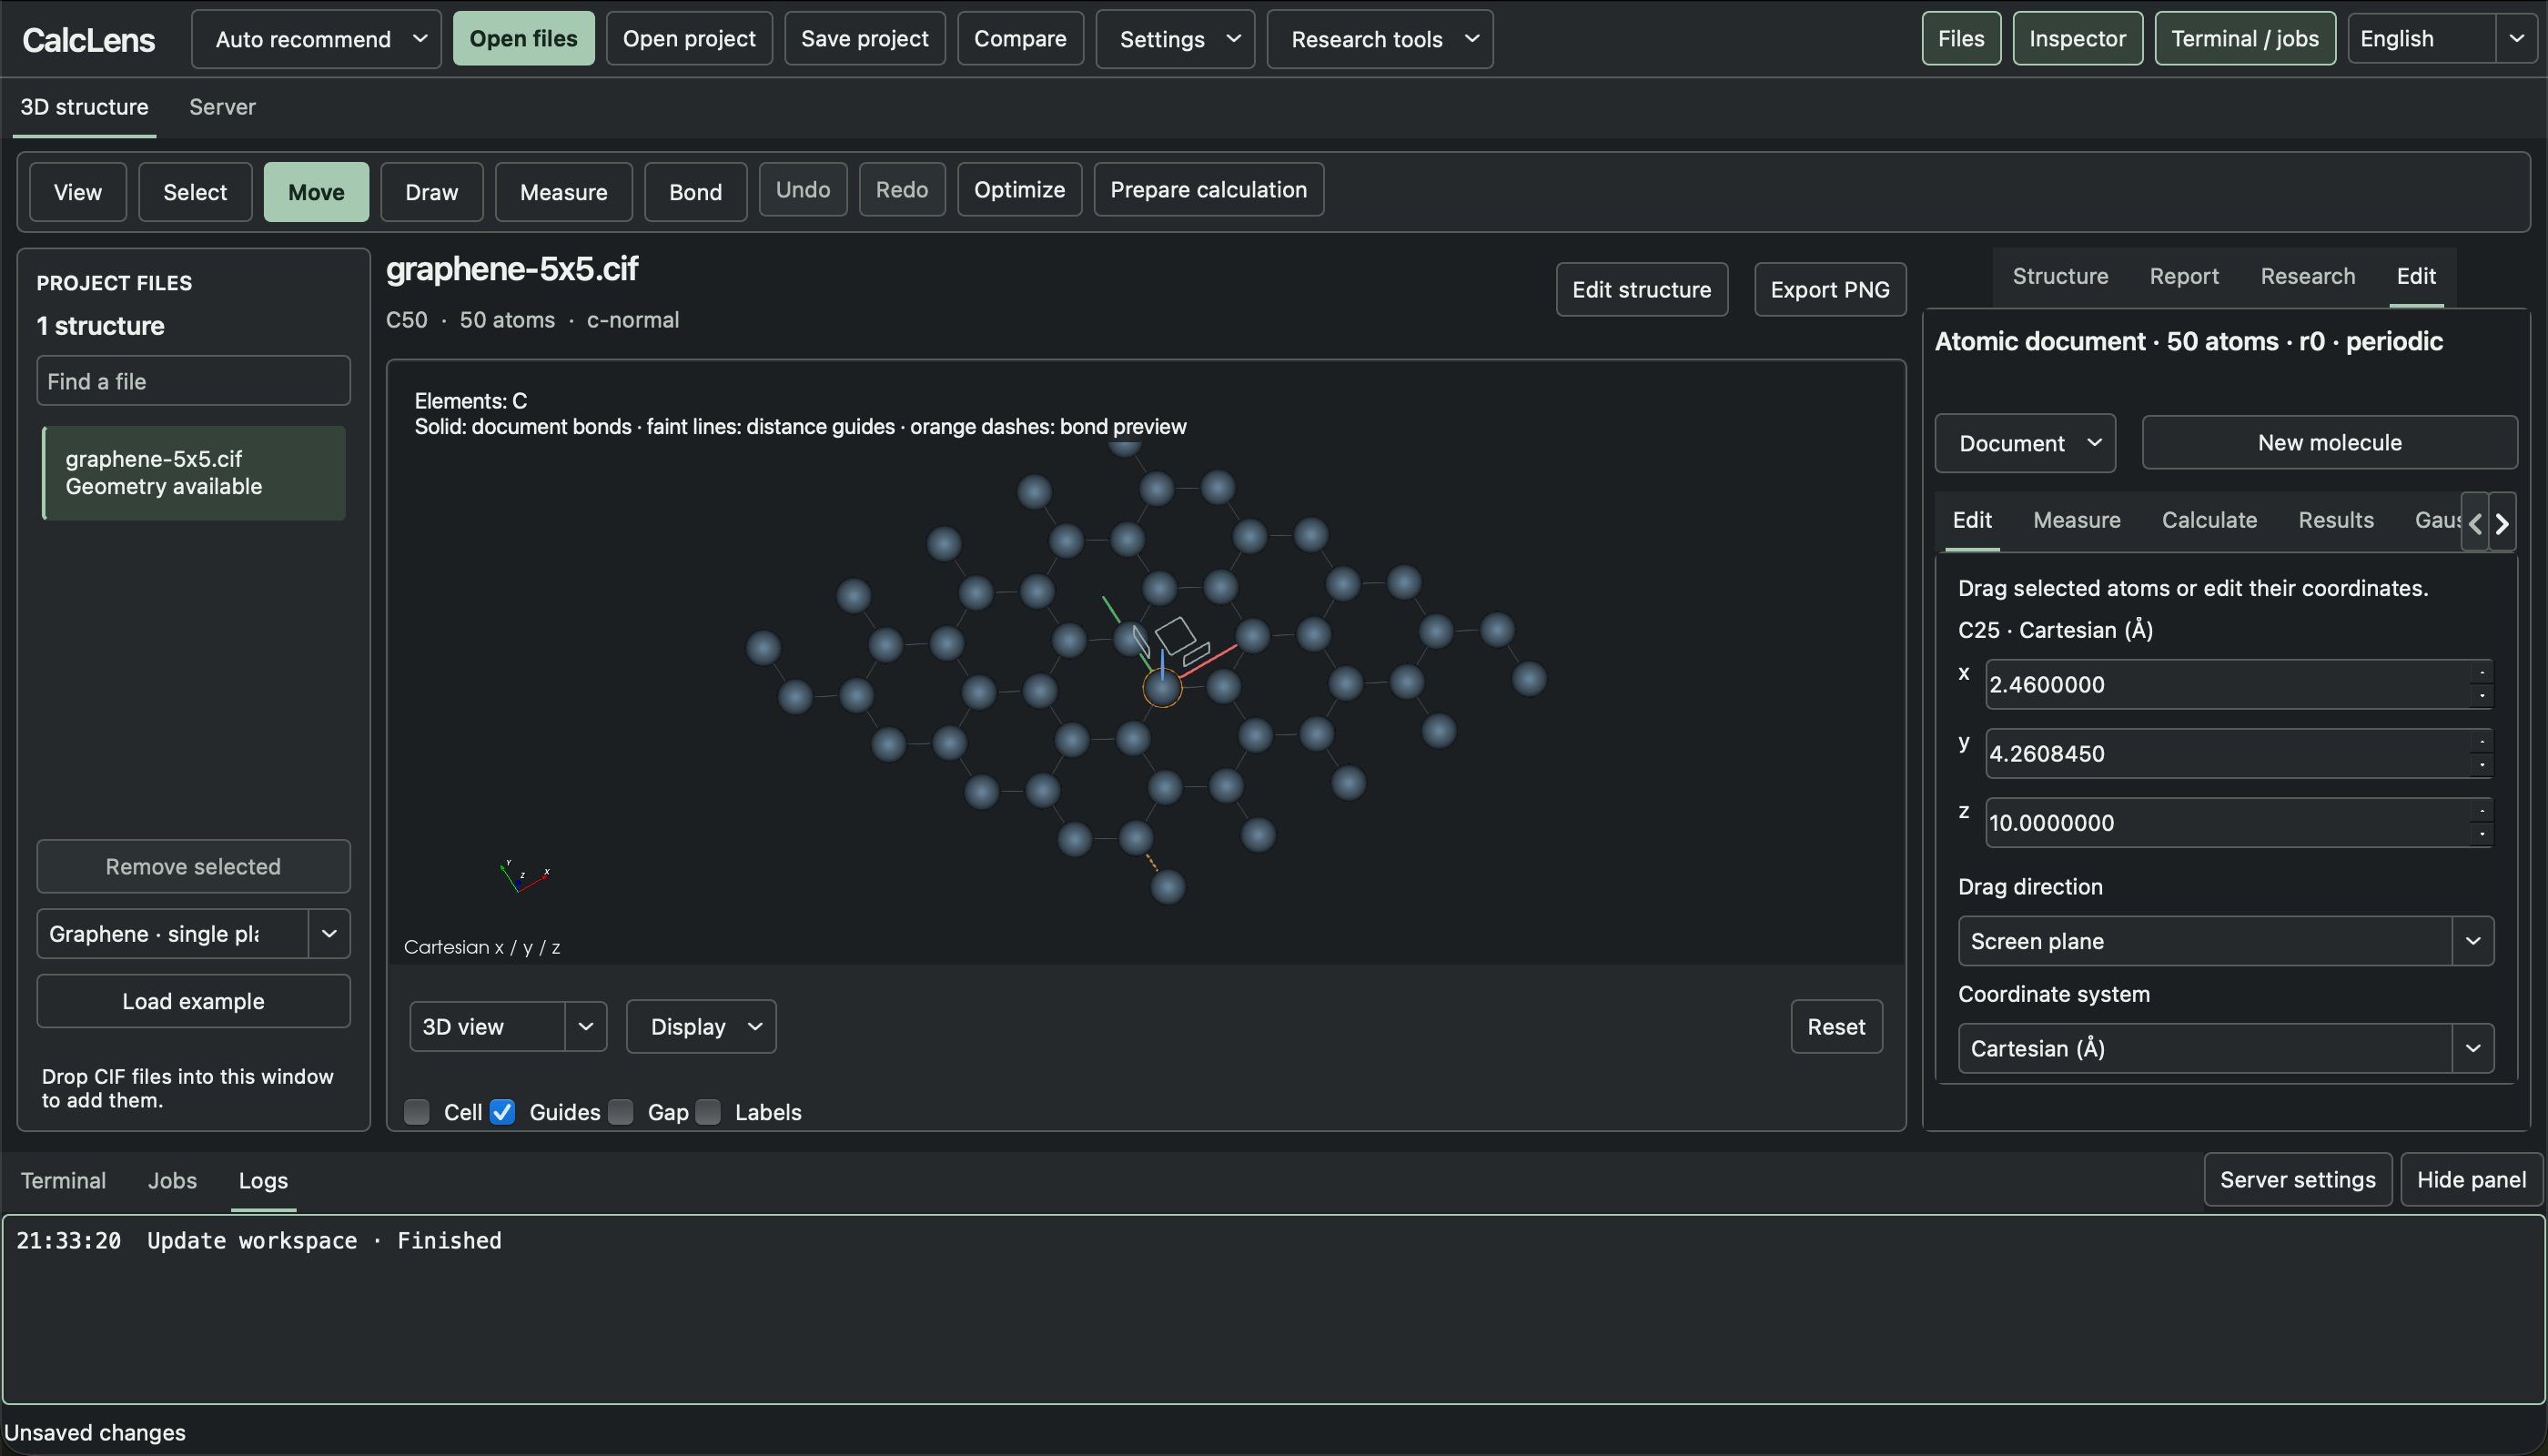 CalcLens
Auto recommend
Open files
Open project
Save project
Compare
Settings
Research tools
Files
Inspector
Terminal / jobs
English
3D structure
Server
View
Select
Move
Draw
Measure
Bond
Undo
Redo
Optimize
Prepare calculation
PROJECT FILES
1 structure
Find a file
graphene-5x5.cif
Geometry available
Remove selected
Graphene · single pla
Load example
Drop CIF files into this window
to add them.
graphene-5x5.cif
C50 · 50 atoms · c-normal
Edit structure
Export PNG
Elements: C
Solid: document bonds · faint lines: distance guides · orange dashes: bond preview
Y
Z
X
Cartesian x / y / z
3D view
Display
Reset
Cell
Guides
Gap
Labels
Structure
Report
Research
Edit
Atomic document · 50 atoms · r0 · periodic
Document
New molecule
Edit
Measure
Calculate
Results
Gaus
Drag selected atoms or edit their coordinates.
C25 · Cartesian (Å)
x
2.4600000
y
4.2608450
z
10.0000000
Drag direction
Screen plane
Coordinate system
Cartesian (Å)
Terminal
Jobs
Logs
Server settings
Hide panel
21:33:20 Update workspace · Finished
Unsaved changes